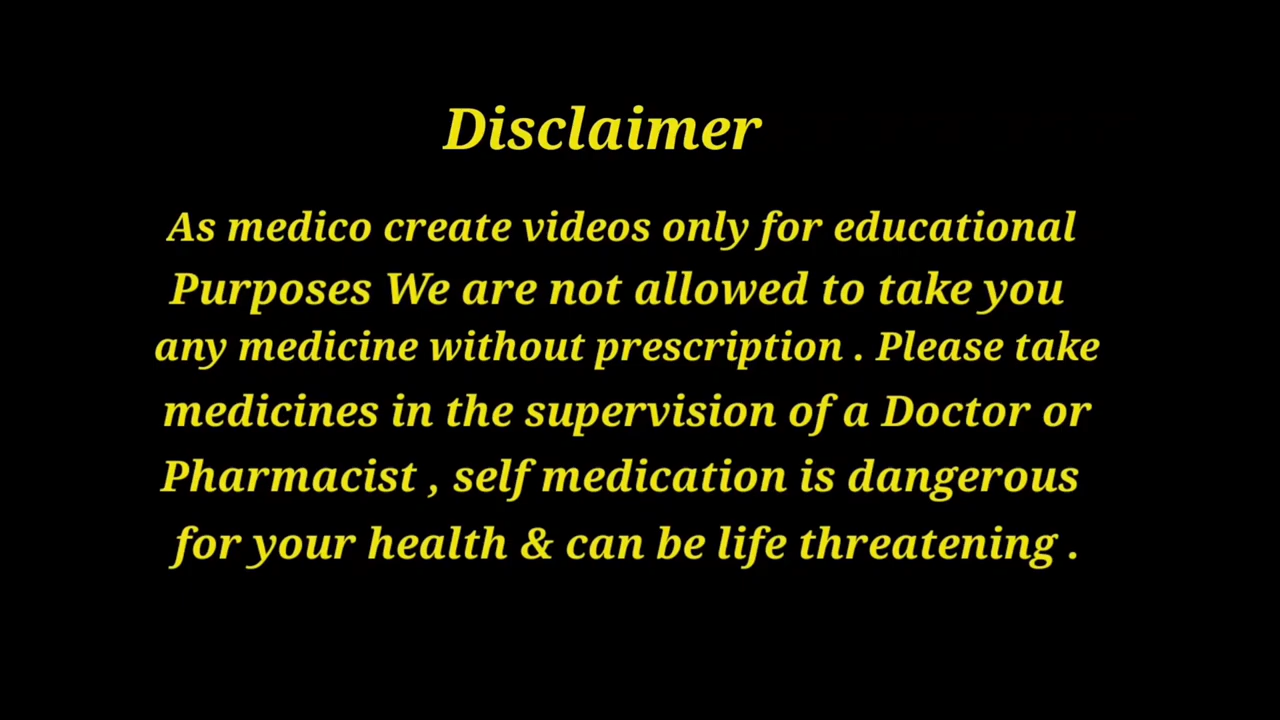 Disclaimer
As medico create videos only for educational
Purposes We are not allowed to take you
any medicine without prescription . Please take
medicines in the supervision of a Doctor or
Pharmacist , self medication is dangerous
for your health & can be life threatening .